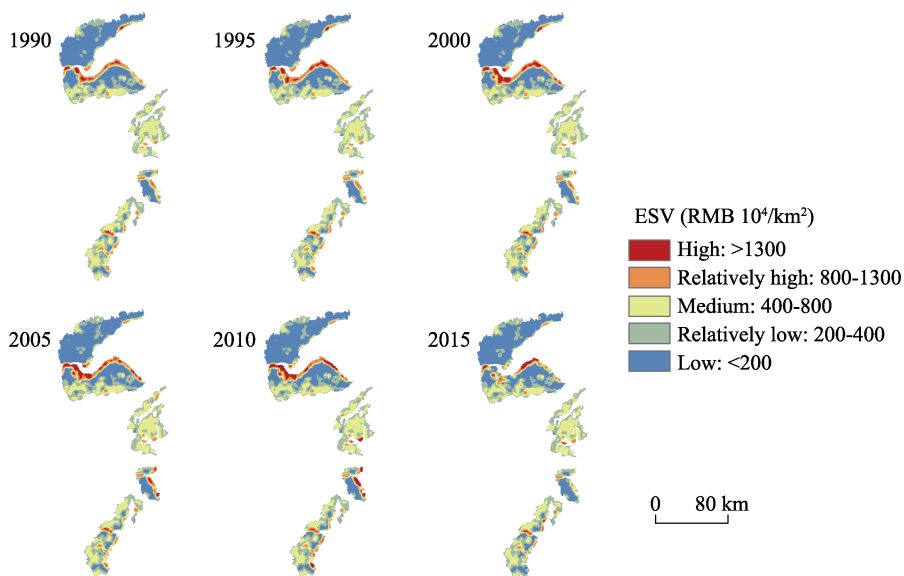 1990
1995
2000
ESV (RMB 10⁴/km²)
High: >1300
Relatively high: 800-1300
Medium: 400-800
Relatively low: 200-400
Low: <200
2005
2010
2015
0 80 km